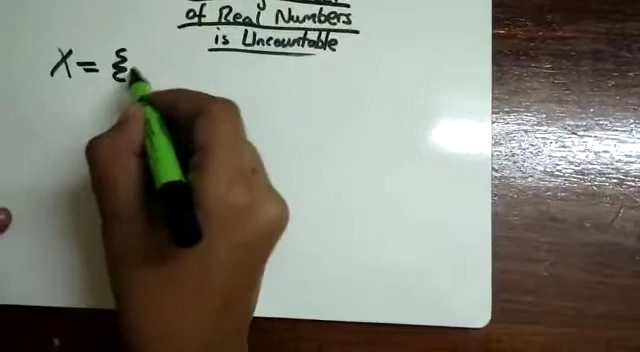 of Real Numbers
is Uncountable
X = {